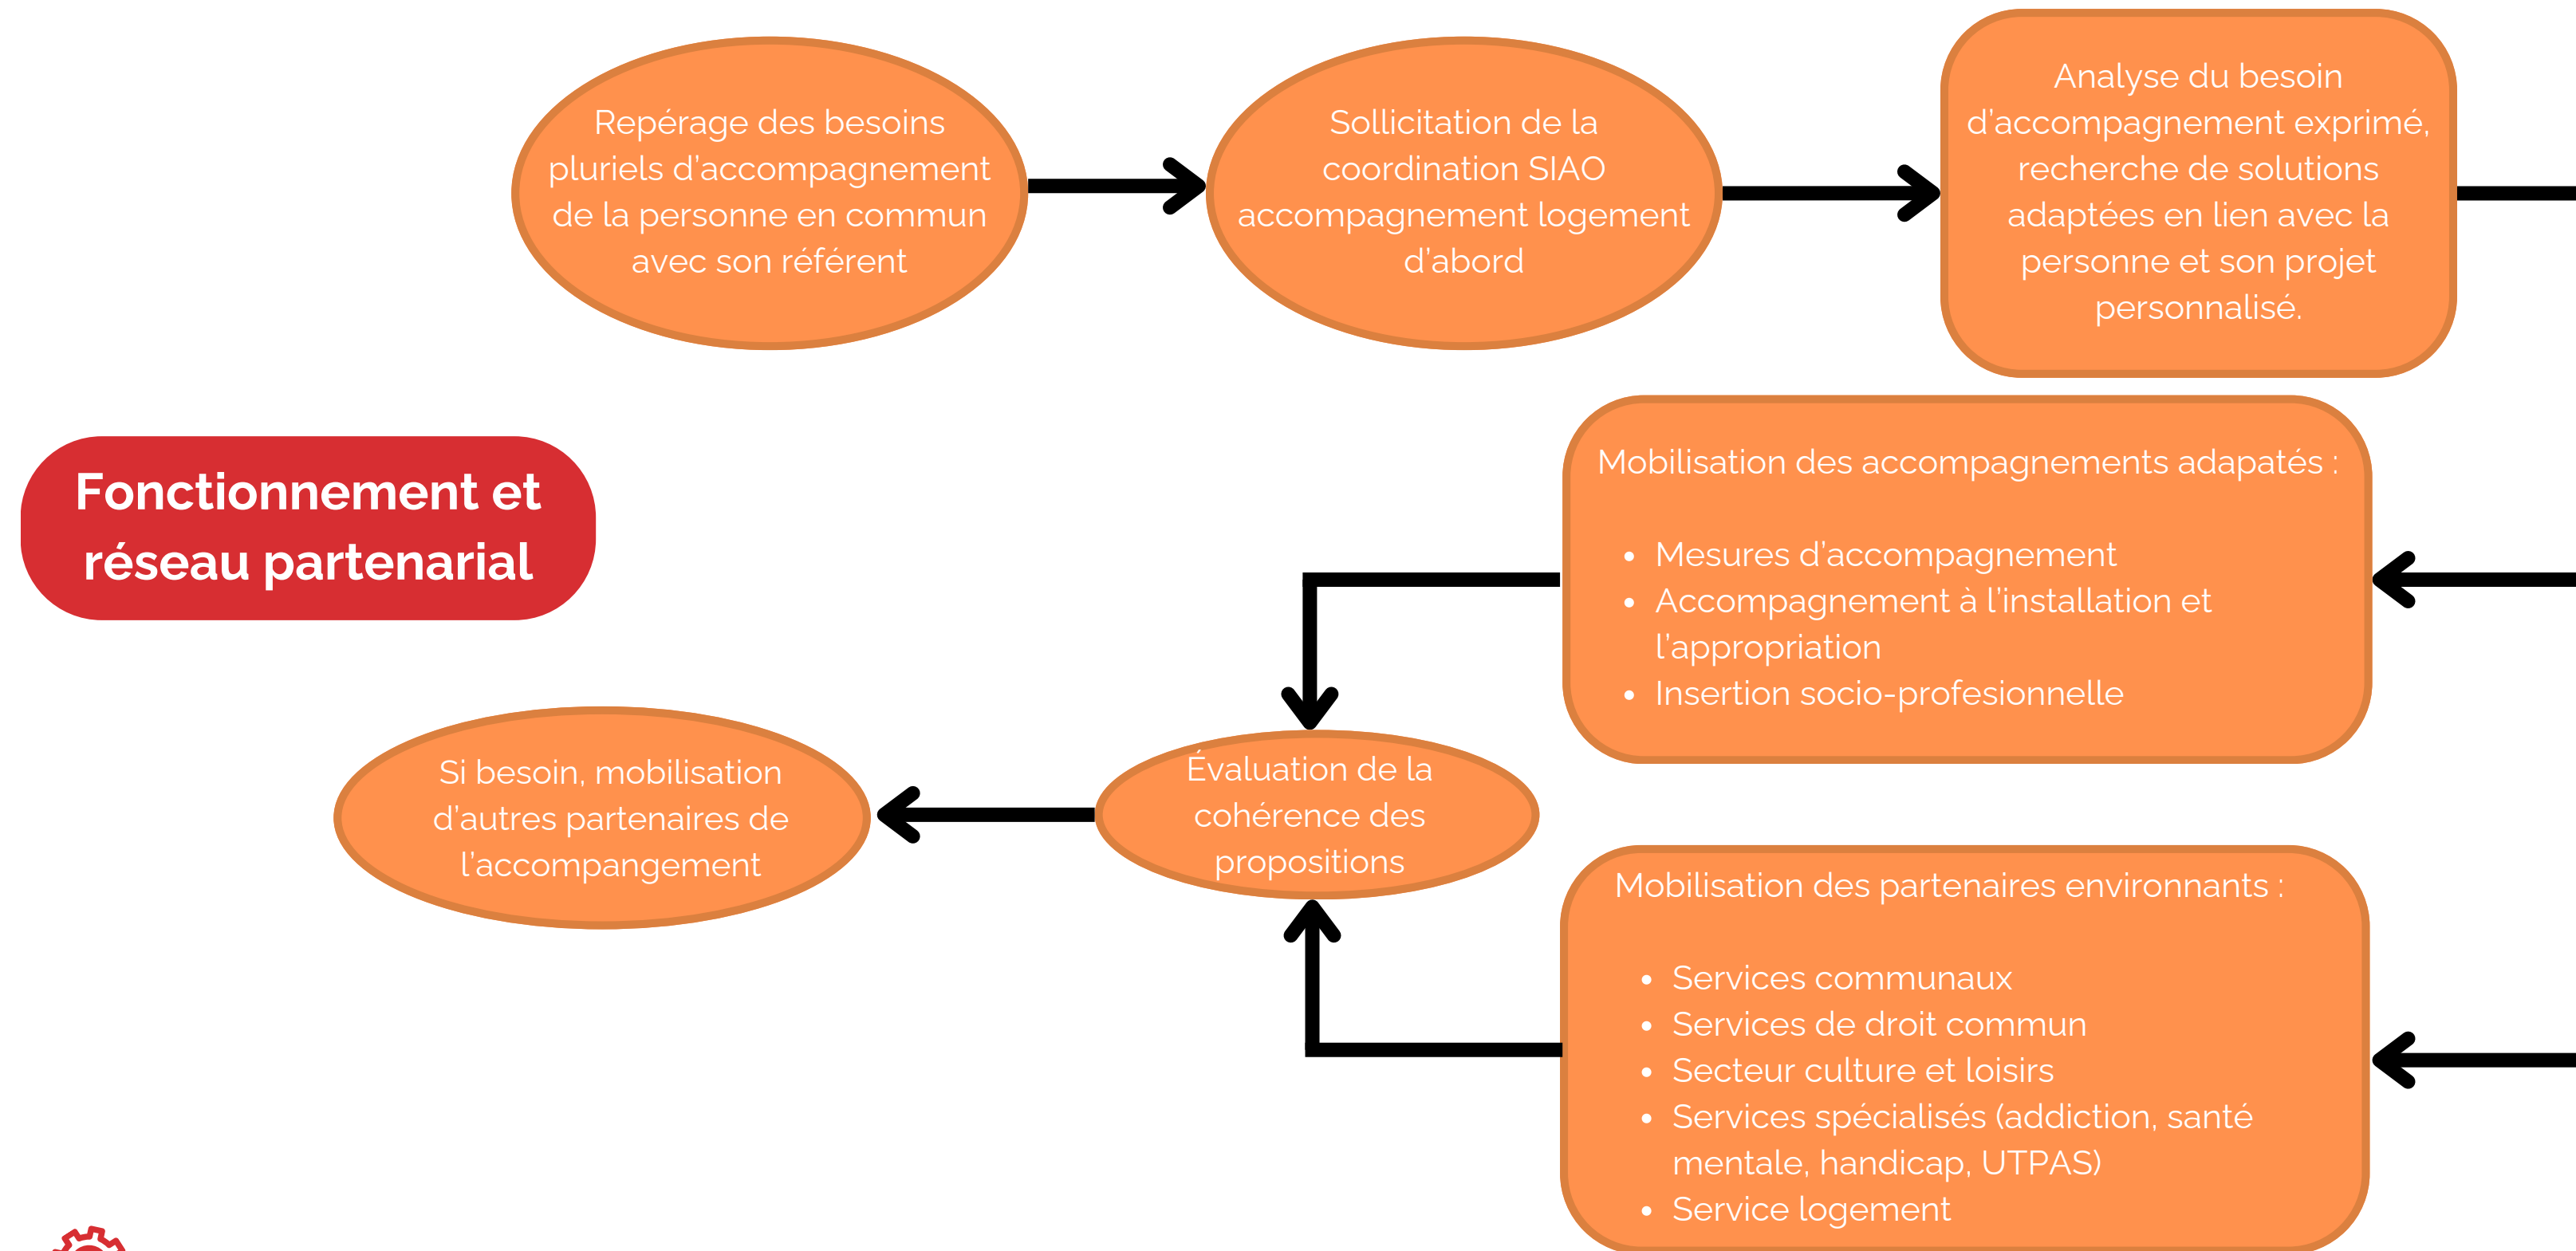 Repérage des besoins
pluriels d'accompagnement
de la personne en commun
avec son référent
Sollicitation de la
coordination SIAO
accompagnement logement
d'abord
Analyse du besoin
d'accompagnement exprimé,
recherche de solutions
adaptées en lien avec la
personne et son projet
personnalisé.
Fonctionnement et
réseau partenarial
Mobilisation des accompagnements adapatés :
• Mesures d'accompagnement
• Accompagnement à l'installation et
l'appropriation
• Insertion socio-profesionnelle
Si besoin, mobilisation
d'autres partenaires de
l'accompangement
Évaluation de la
cohérence des
propositions
Mobilisation des partenaires environnants :
• Services communaux
• Services de droit commun
• Secteur culture et loisirs
• Services spécialisés (addiction, santé
mentale, handicap, UTPAS)
• Service logement